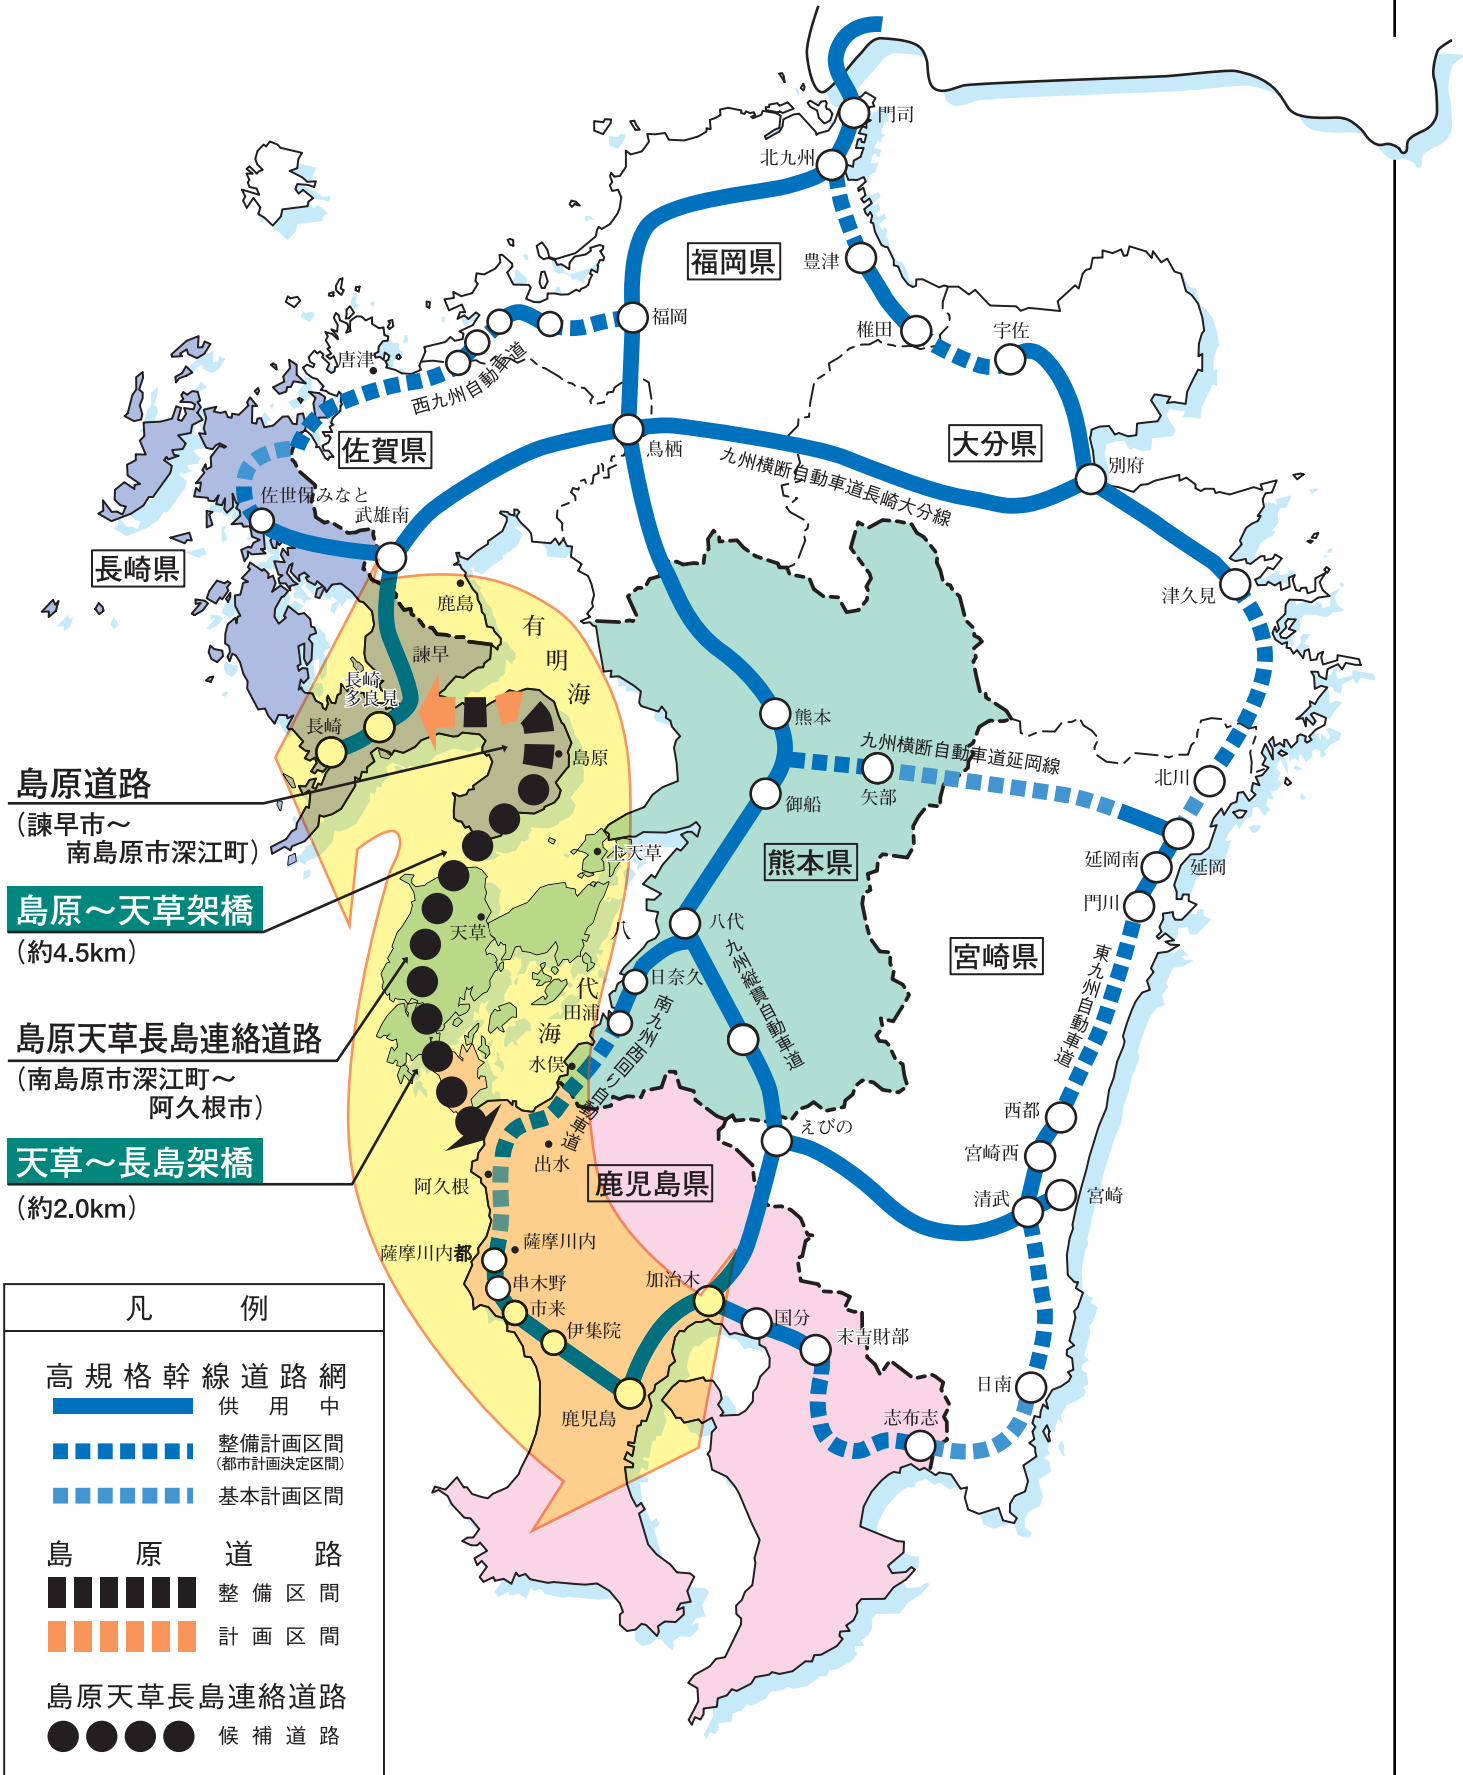 門司
北九州
福岡県
豊津
福岡
椎田
宇佐
唐津
西九州自動車道
佐賀県
鳥栖
大分県
九州横断自動車道長崎大分線
別府
佐世保みなと
武雄南
長崎県
鹿島
津久見
有明海
諫早
長崎
多良見
長崎
熊本
島原
九州横断自動車道延岡線
矢部
北川
御船
島原道路
(諫早市～
南島原市深江町)
上天草
熊本県
延岡南
延岡
門川
島原～天草架橋
(約4.5km)
天草
八代海
八代
九州縦貫自動車道
宮崎県
東九州自動車道
日奈久
田浦
南九州西回り自動車道
島原天草長島連絡道路
(南島原市深江町～
阿久根市)
水俣
西都
えびの
宮崎西
出水
天草～長島架橋
(約2.0km)
阿久根
鹿児島県
清武
宮崎
薩摩川内都
薩摩川内
串木野
市来
伊集院
加治木
国分
末吉財部
鹿児島
日南
志布志
凡例
高規格幹線道路網
供用中
整備計画区間
(都市計画決定区間)
基本計画区間
島原道路
整備区間
計画区間
島原天草長島連絡道路
候補道路